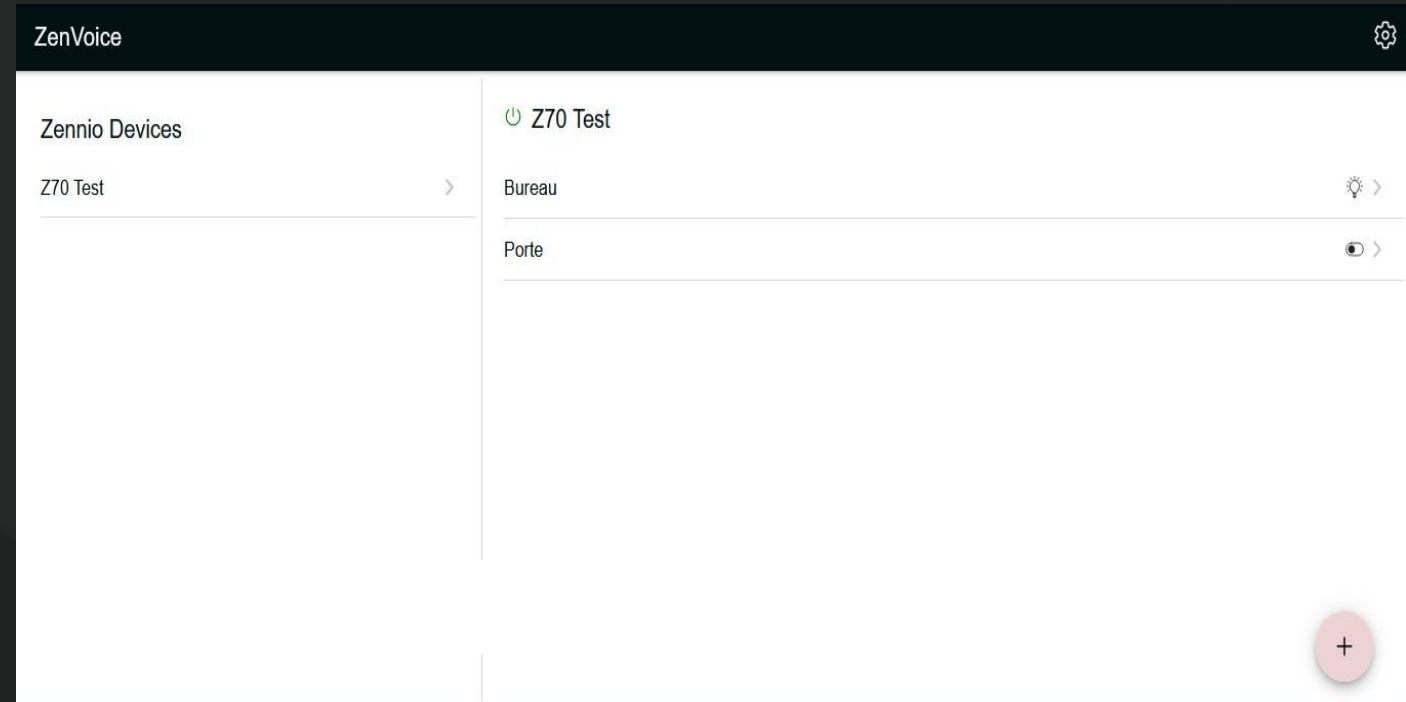 ZenVoice
Zennio Devices
Z70 Test
Z70 Test
Bureau
Porte
+